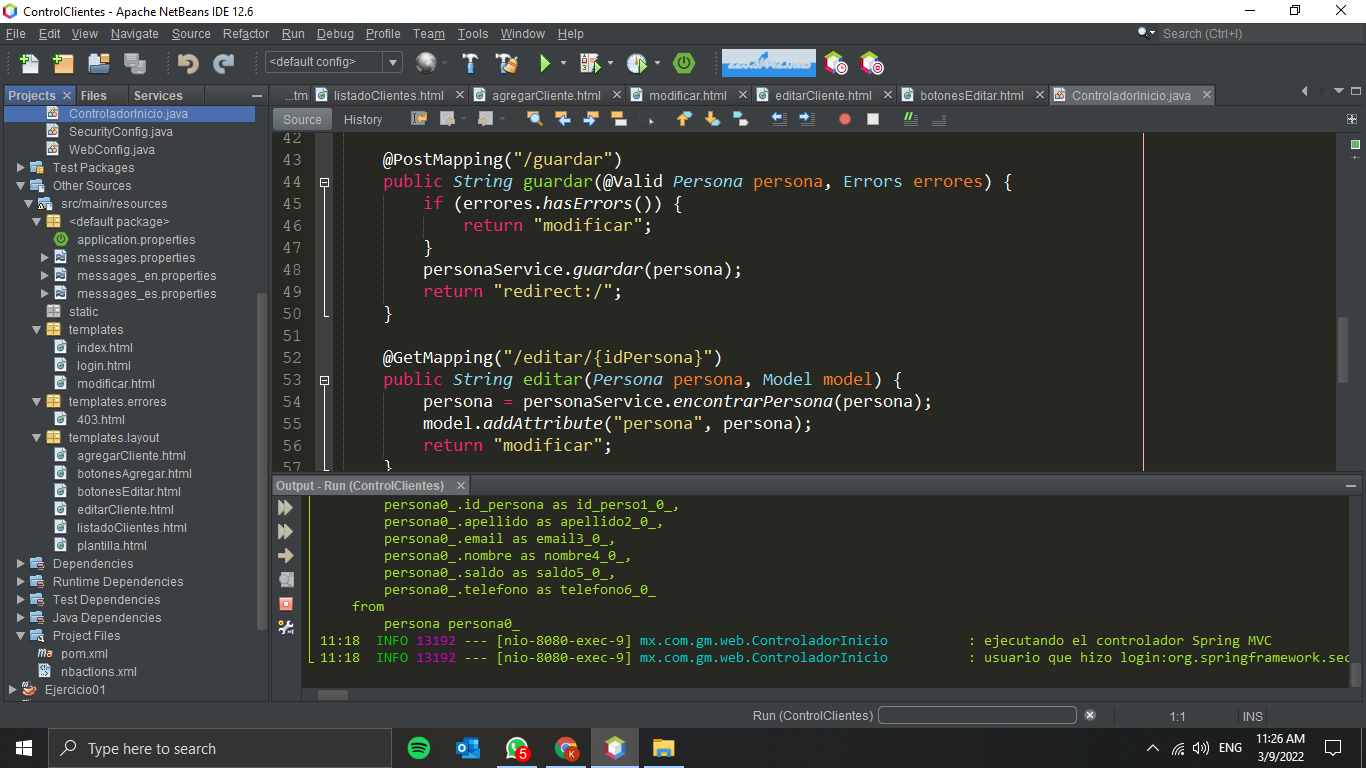 ControlClientes - Apache NetBeans IDE 12.6
File Edit View Navigate Source Refactor Run Debug Profile Team Tools Window Help
Search (Ctrl+I)
<default config>
Projects Files Services
...tm listadoClientes.html agregarCliente.html modificar.html editarCliente.html botonesEditar.html ControladorInicio.java
Source History
ControladorInicio.java
SecurityConfig.java
WebConfig.java
Test Packages
Other Sources
src/main/resources
<default package>
application.properties
messages.properties
messages_en.properties
messages_es.properties
static
templates
index.html
login.html
modificar.html
templates.errores
403.html
templates.layout
agregarCliente.html
botonesAgregar.html
botonesEditar.html
editarCliente.html
listadoClientes.html
plantilla.html
Dependencies
Runtime Dependencies
Test Dependencies
Java Dependencies
Project Files
pom.xml
nbactions.xml
Ejercicio01
42
43 @PostMapping("/guardar")
44 public String guardar(@Valid Persona persona, Errors errores) {
45 if (errores.hasErrors()) {
46 return "modificar";
47 }
48 personaService.guardar(persona);
49 return "redirect:/";
50 }
51
52 @GetMapping("/editar/{idPersona}")
53 public String editar(Persona persona, Model model) {
54 persona = personaService.encontrarPersona(persona);
55 model.addAttribute("persona", persona);
56 return "modificar";
57 }
Output - Run (ControlClientes)
persona0_.id_persona as id_perso1_0_,
persona0_.apellido as apellido2_0_,
persona0_.email as email3_0_,
persona0_.nombre as nombre4_0_,
persona0_.saldo as saldo5_0_,
persona0_.telefono as telefono6_0_
from
persona persona0_
11:18 INFO 13192 --- [nio-8080-exec-9] mx.com.gm.web.ControladorInicio : ejecutando el controlador Spring MVC
11:18 INFO 13192 --- [nio-8080-exec-9] mx.com.gm.web.ControladorInicio : usuario que hizo login:org.springframework.sec
Run (ControlClientes)
1:1 INS
Type here to search
5
K
ENG
11:26 AM
3/9/2022